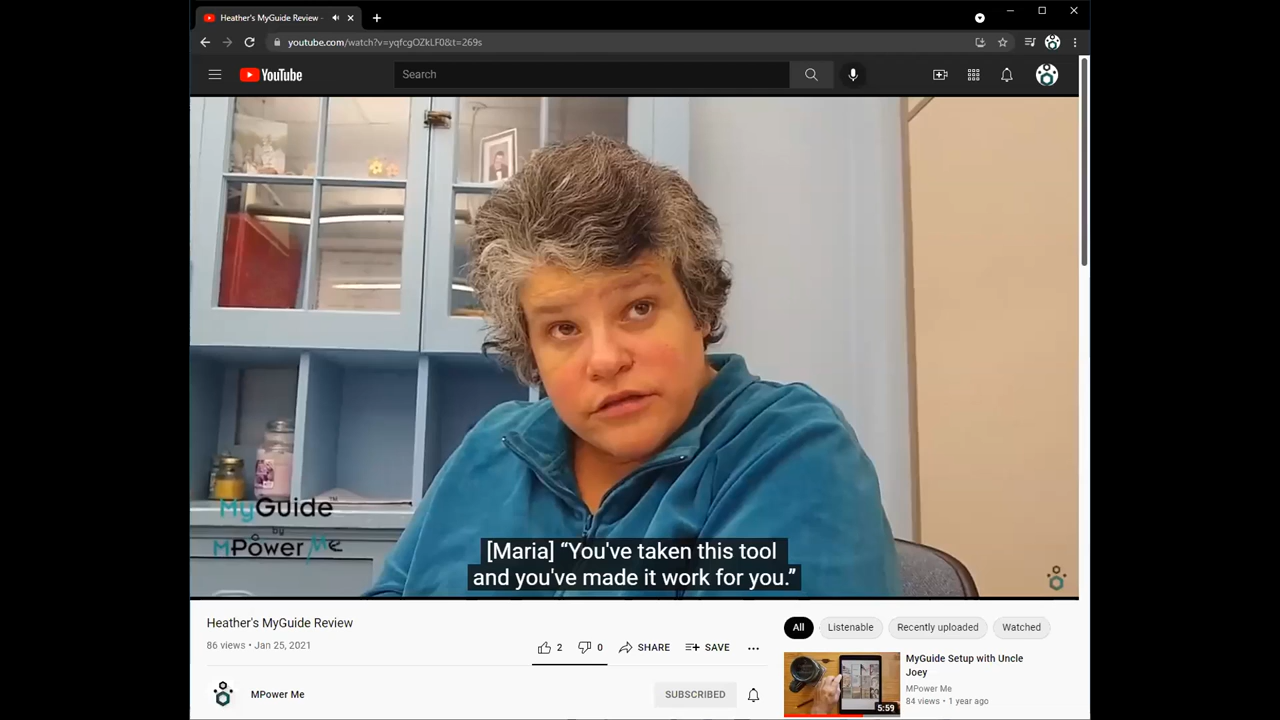 Heather's MyGuide Review -
youtube.com/watch?v=yqfcgOZkLF0&t=269s
YouTube
Search
MyGuide™
by
MPower Me
[Maria] “You've taken this tool
and you've made it work for you.”
Heather's MyGuide Review
86 views • Jan 25, 2021
2
0
SHARE
SAVE
MPower Me
SUBSCRIBED
All
Listenable
Recently uploaded
Watched
MyGuide Setup with Uncle
Joey
MPower Me
84 views • 1 year ago
5:59